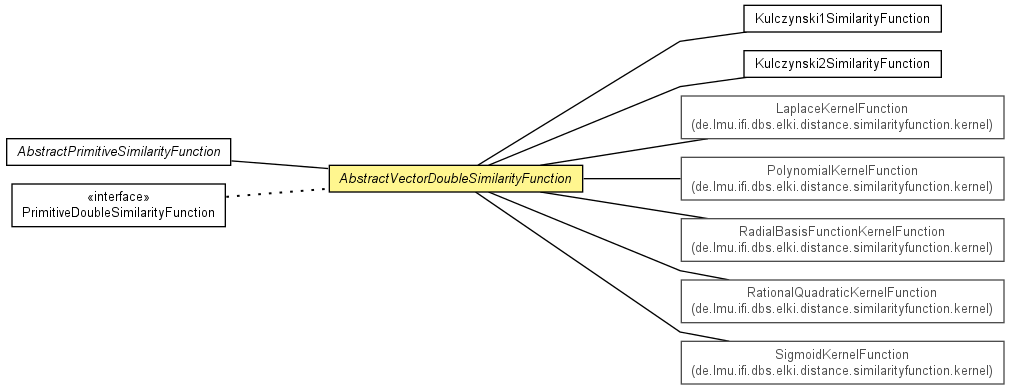 AbstractPrimitiveSimilarityFunction
«interface»
PrimitiveDoubleSimilarityFunction
AbstractVectorDoubleSimilarityFunction
Kulczynski1SimilarityFunction
Kulczynski2SimilarityFunction
LaplaceKernelFunction
(de.lmu.ifi.dbs.elki.distance.similarityfunction.kernel)
PolynomialKernelFunction
(de.lmu.ifi.dbs.elki.distance.similarityfunction.kernel)
RadialBasisFunctionKernelFunction
(de.lmu.ifi.dbs.elki.distance.similarityfunction.kernel)
RationalQuadraticKernelFunction
(de.lmu.ifi.dbs.elki.distance.similarityfunction.kernel)
SigmoidKernelFunction
(de.lmu.ifi.dbs.elki.distance.similarityfunction.kernel)